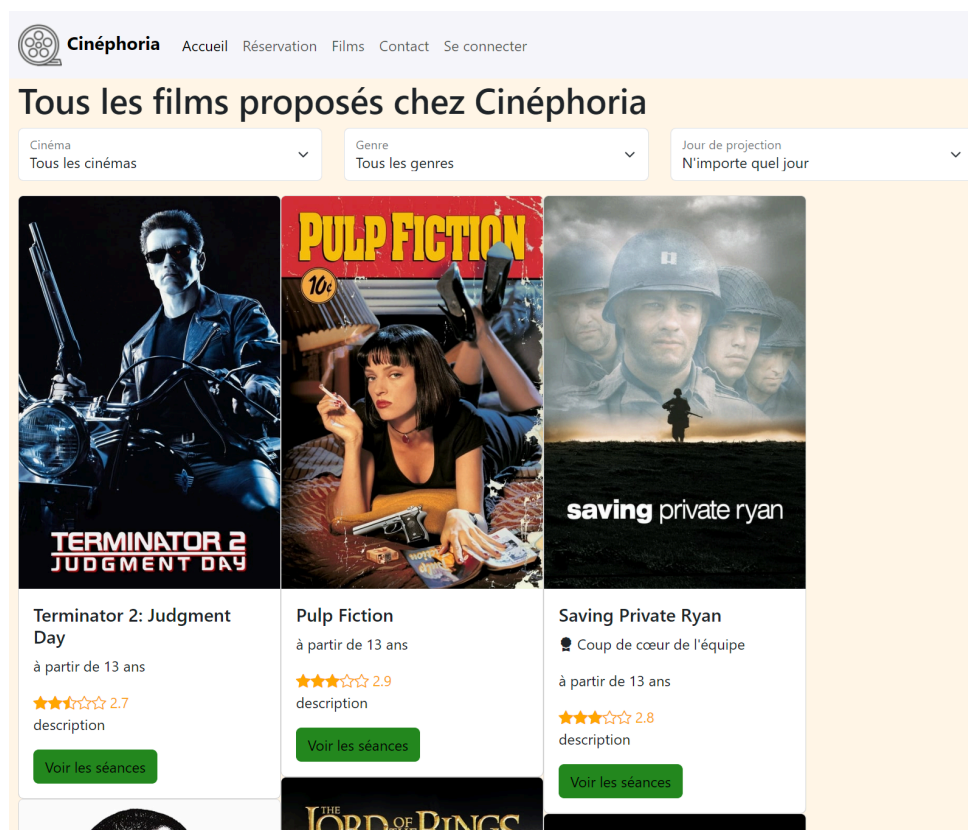 Cinéphoria
Accueil Réservation Films Contact Se connecter
Tous les films proposés chez Cinéphoria
Cinéma
Tous les cinémas
Genre
Tous les genres
Jour de projection
N'importe quel jour
TERMINATOR 2
JUDGMENT DAY
Terminator 2: Judgment
Day
à partir de 13 ans
2.7
description
Voir les séances
PULP FICTION
10¢
Pulp Fiction
à partir de 13 ans
2.9
description
Voir les séances
THE
LORD OF THE RINGS
saving private ryan
Saving Private Ryan
Coup de cœur de l'équipe
à partir de 13 ans
2.8
description
Voir les séances